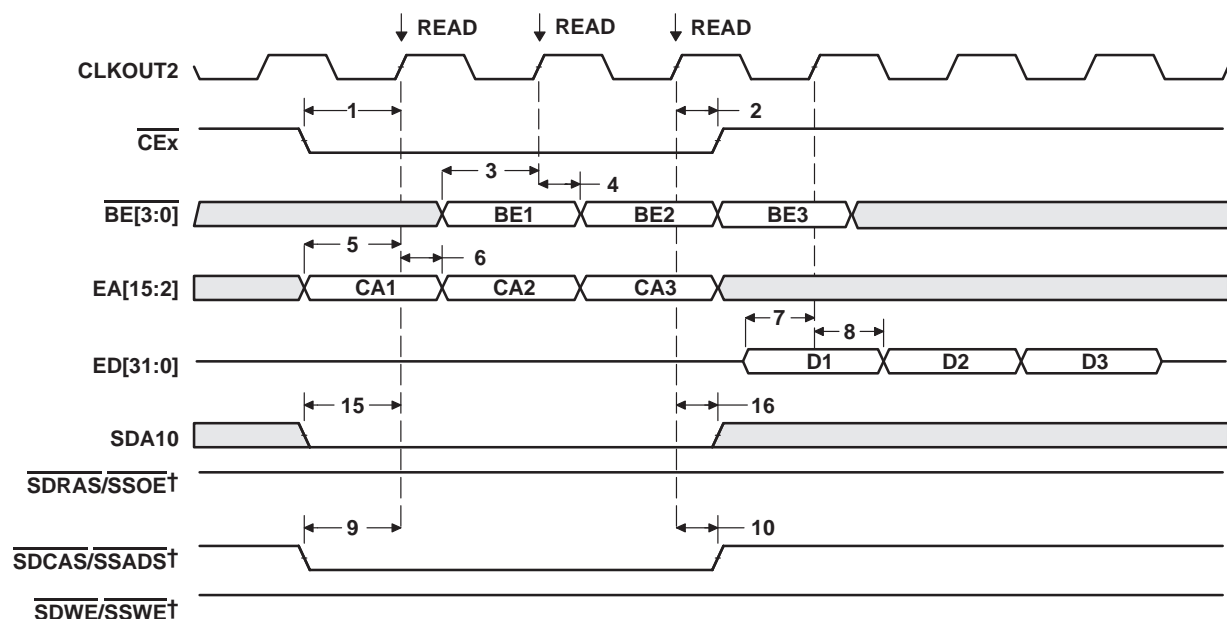 READ READ READ
CLKOUT2
1 2
CEx
3 4
BE[3:0] BE1 BE2 BE3
5 6
EA[15:2] CA1 CA2 CA3
7 8
ED[31:0] D1 D2 D3
15 16
SDA10
SDRAS/SSOE†
9 10
SDCAS/SSADS†
SDWE/SSWE†